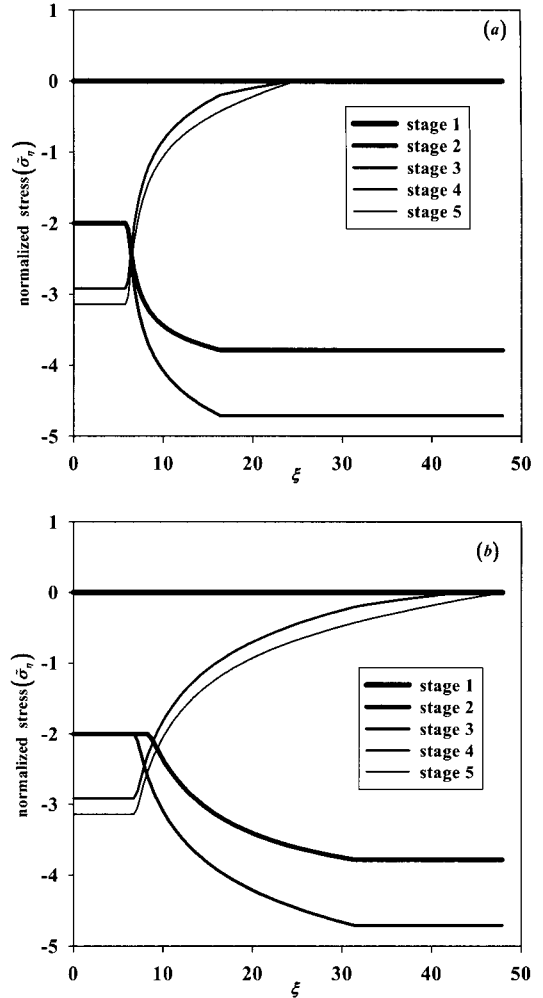 (a)
1
0
-1
-2
-3
-4
-5
normalized stress(σ̃η)
stage 1
stage 2
stage 3
stage 4
stage 5
0 10 20 30 40 50
ξ
(b)
1
0
-1
-2
-3
-4
-5
normalized stress(σ̃η)
stage 1
stage 2
stage 3
stage 4
stage 5
0 10 20 30 40 50
ξ